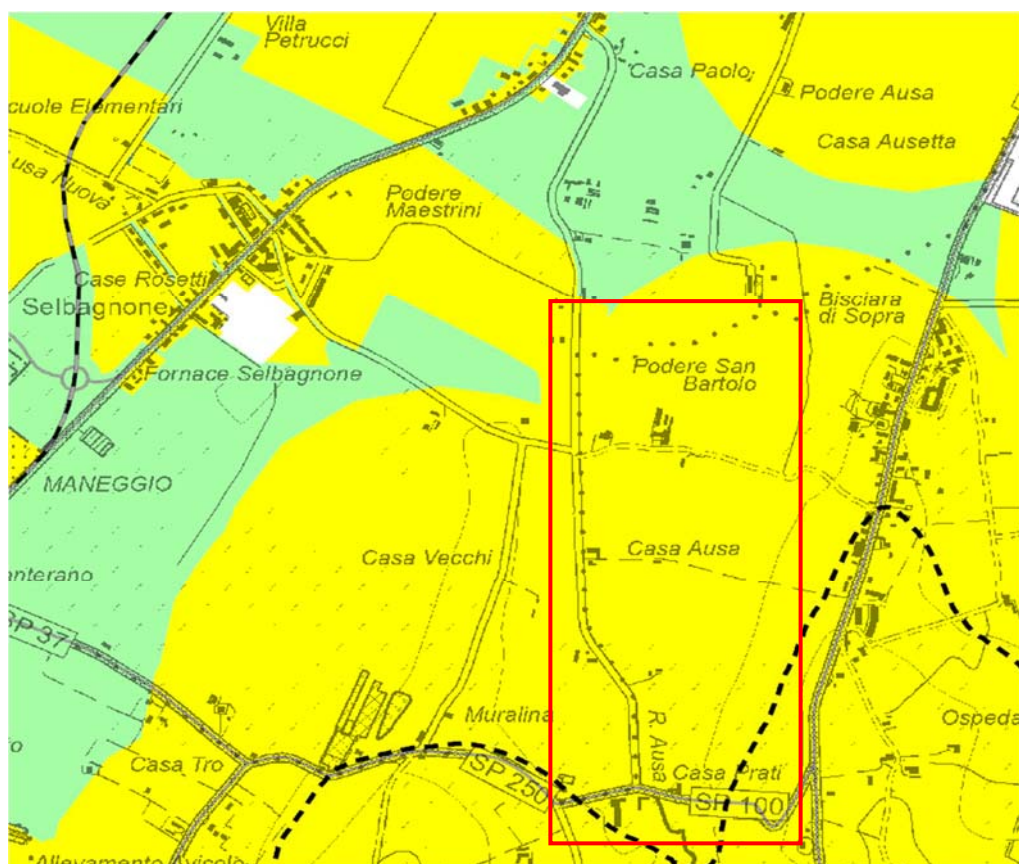 Villa
Petrucci
Casa Paolo
Podere Ausa
cuole Elementari
Casa Ausetta
usa Nuova
Podere
Maestrini
Case Rosetti
Selbagnone
Bisciara
di Sopra
Fornace Selbagnone
Podere San
Bartolo
MANEGGIO
Casa Vecchi
Casa Ausa
anterano
SP 37
Muralina
R. Ausa
Ospeda
Casa Tro
SP 250
Casa Prati
SP 100
Allevamento Avicolo